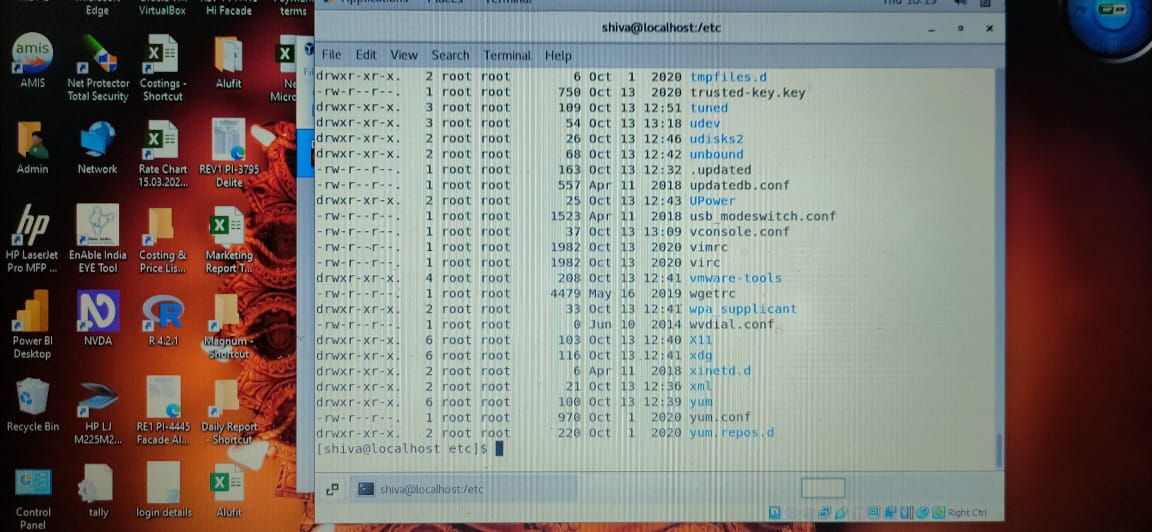 Edge
VirtualBox
Hi Facade
terms
AMIS
Net Protector
Total Security
Costings -
Shortcut
Alufit
Admin
Network
Rate Chart
15.03.202...
REV1 PI-3795
Delite
HP LaserJet
Pro MFP ...
EnAble India
EYE Tool
Costing &
Price Lis...
Marketing
Report T...
Power BI
Desktop
NVDA
R 4.2.1
Magnum -
Shortcut
Recycle Bin
HP LJ
M225M2...
RE1 PI-4445
Facade Al...
Daily Report
- Shortcut
Control
Panel
tally
login details
Alufit
shiva@localhost:/etc
File Edit View Search Terminal Help
drwxr-xr-x. 2 root root 6 Oct 1 2020 tmpfiles.d
-rw-r--r--. 1 root root 750 Oct 13 2020 trusted-key.key
drwxr-xr-x. 3 root root 109 Oct 13 12:51 tuned
drwxr-xr-x. 3 root root 54 Oct 13 13:18 udev
drwxr-xr-x. 2 root root 26 Oct 13 12:46 udisks2
drwxr-xr-x. 2 root root 68 Oct 13 12:42 unbound
-rw-r--r--. 1 root root 163 Oct 13 12:32 .updated
-rw-r--r--. 1 root root 557 Apr 11 2018 updatedb.conf
drwxr-xr-x. 2 root root 25 Oct 13 12:43 UPower
-rw-r--r--. 1 root root 1523 Apr 11 2018 usb_modeswitch.conf
-rw-r--r--. 1 root root 37 Oct 13 13:09 vconsole.conf
-rw-r--r--. 1 root root 1982 Oct 13 2020 vimrc
-rw-r--r--. 1 root root 1982 Oct 13 2020 virc
drwxr-xr-x. 4 root root 208 Oct 13 12:41 vmware-tools
-rw-r--r--. 1 root root 4479 May 16 2019 wgetrc
drwxr-xr-x. 2 root root 33 Oct 13 12:41 wpa_supplicant
-rw-r--r--. 1 root root 0 Jun 10 2014 wvdial.conf
drwxr-xr-x. 6 root root 103 Oct 13 12:40 X11
drwxr-xr-x. 6 root root 116 Oct 13 12:41 xdg
drwxr-xr-x. 2 root root 6 Apr 11 2018 xinetd.d
drwxr-xr-x. 2 root root 21 Oct 13 12:36 xml
drwxr-xr-x. 6 root root 100 Oct 13 12:39 yum
-rw-r--r--. 1 root root 970 Oct 1 2020 yum.conf
drwxr-xr-x. 2 root root 220 Oct 1 2020 yum.repos.d
[shiva@localhost etc]$
shiva@localhost:/etc
Right Ctrl